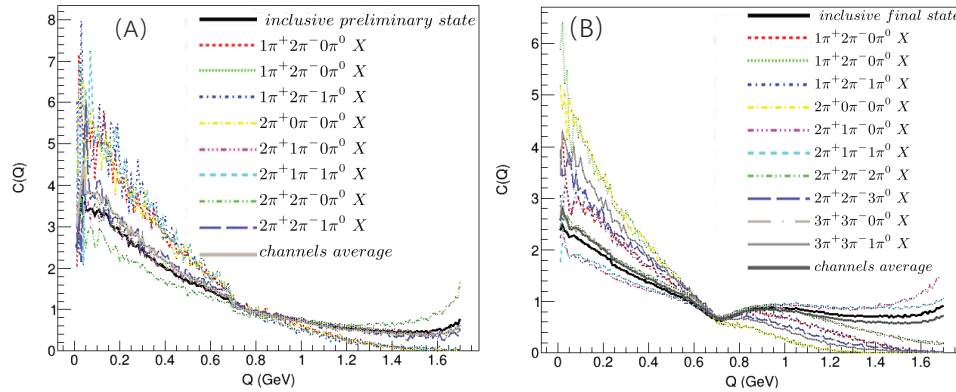 (A)
inclusive preliminary state
1π⁺2π⁻0π⁰ X
1π⁺2π⁻0π⁰ X
1π⁺2π⁻1π⁰ X
2π⁺0π⁻0π⁰ X
2π⁺1π⁻0π⁰ X
2π⁺1π⁻1π⁰ X
2π⁺2π⁻0π⁰ X
2π⁺2π⁻1π⁰ X
channels average
C(Q)
8
7
6
5
4
3
2
1
0
0 0.2 0.4 0.6 0.8 1 1.2 1.4 1.6
Q (GeV)
(B)
inclusive final state
1π⁺2π⁻0π⁰ X
1π⁺2π⁻0π⁰ X
1π⁺2π⁻1π⁰ X
2π⁺0π⁻0π⁰ X
2π⁺1π⁻0π⁰ X
2π⁺1π⁻1π⁰ X
2π⁺2π⁻2π⁰ X
2π⁺2π⁻3π⁰ X
3π⁺3π⁻0π⁰ X
3π⁺3π⁻1π⁰ X
channels average
C(Q)
6
5
4
3
2
1
0
0 0.2 0.4 0.6 0.8 1 1.2 1.4 1.6
Q (GeV)